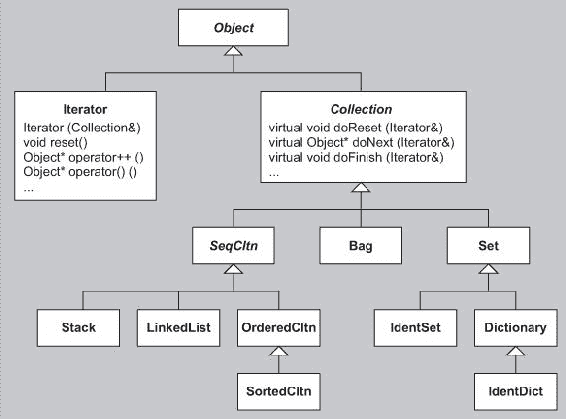 Object
Iterator
Iterator (Collection&)
void reset()
Object* operator++ ()
Object* operator() ()
...
Collection
virtual void doReset (Iterator&)
virtual Object* doNext (Iterator&)
virtual void doFinish (Iterator&)
...
SeqCltn
Bag
Set
Stack
LinkedList
OrderedCltn
IdentSet
Dictionary
SortedCltn
IdentDict